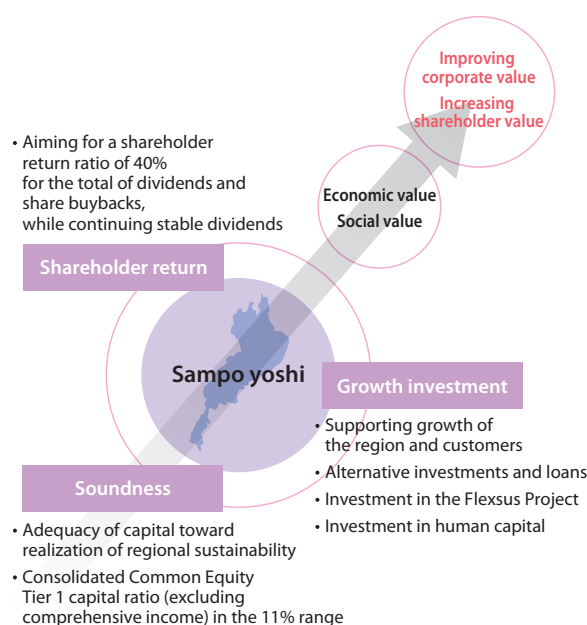 Improving
corporate value
Increasing
shareholder value
• Aiming for a shareholder
return ratio of 40%
for the total of dividends and
share buybacks,
while continuing stable dividends
Economic value
Social value
Shareholder return
Sampo yoshi
Growth investment
• Supporting growth of
the region and customers
• Alternative investments and loans
• Investment in the Flexsus Project
• Investment in human capital
Soundness
• Adequacy of capital toward
realization of regional sustainability
• Consolidated Common Equity
Tier 1 capital ratio (excluding
comprehensive income) in the 11% range